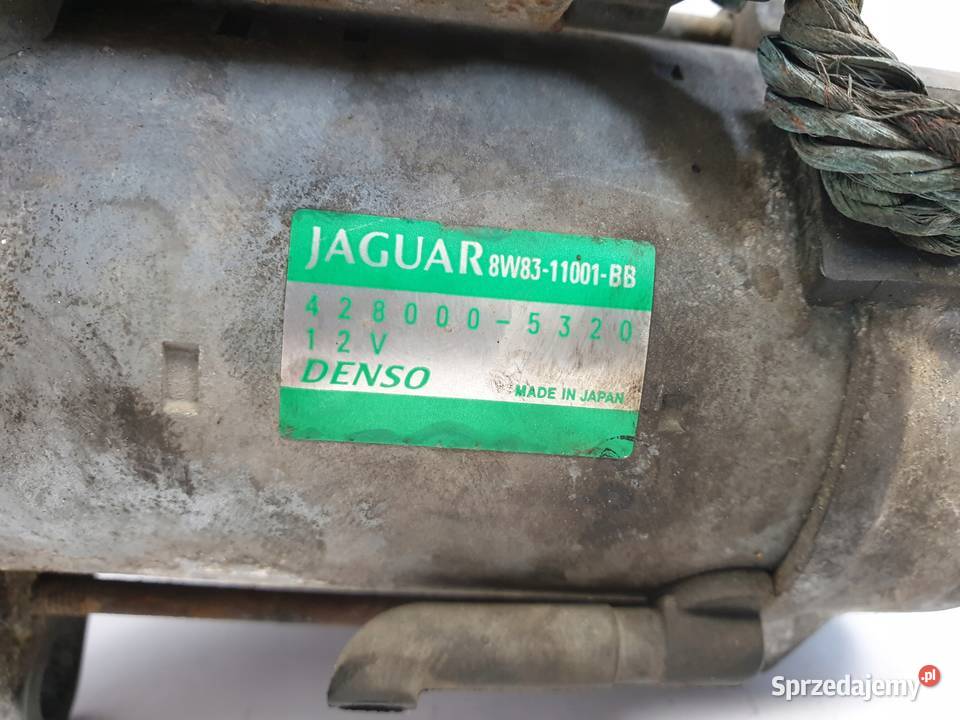 JAGUAR 8W83-11001-BB
428000-5320
12V
DENSO MADE IN JAPAN
Sprzedajemy.pl